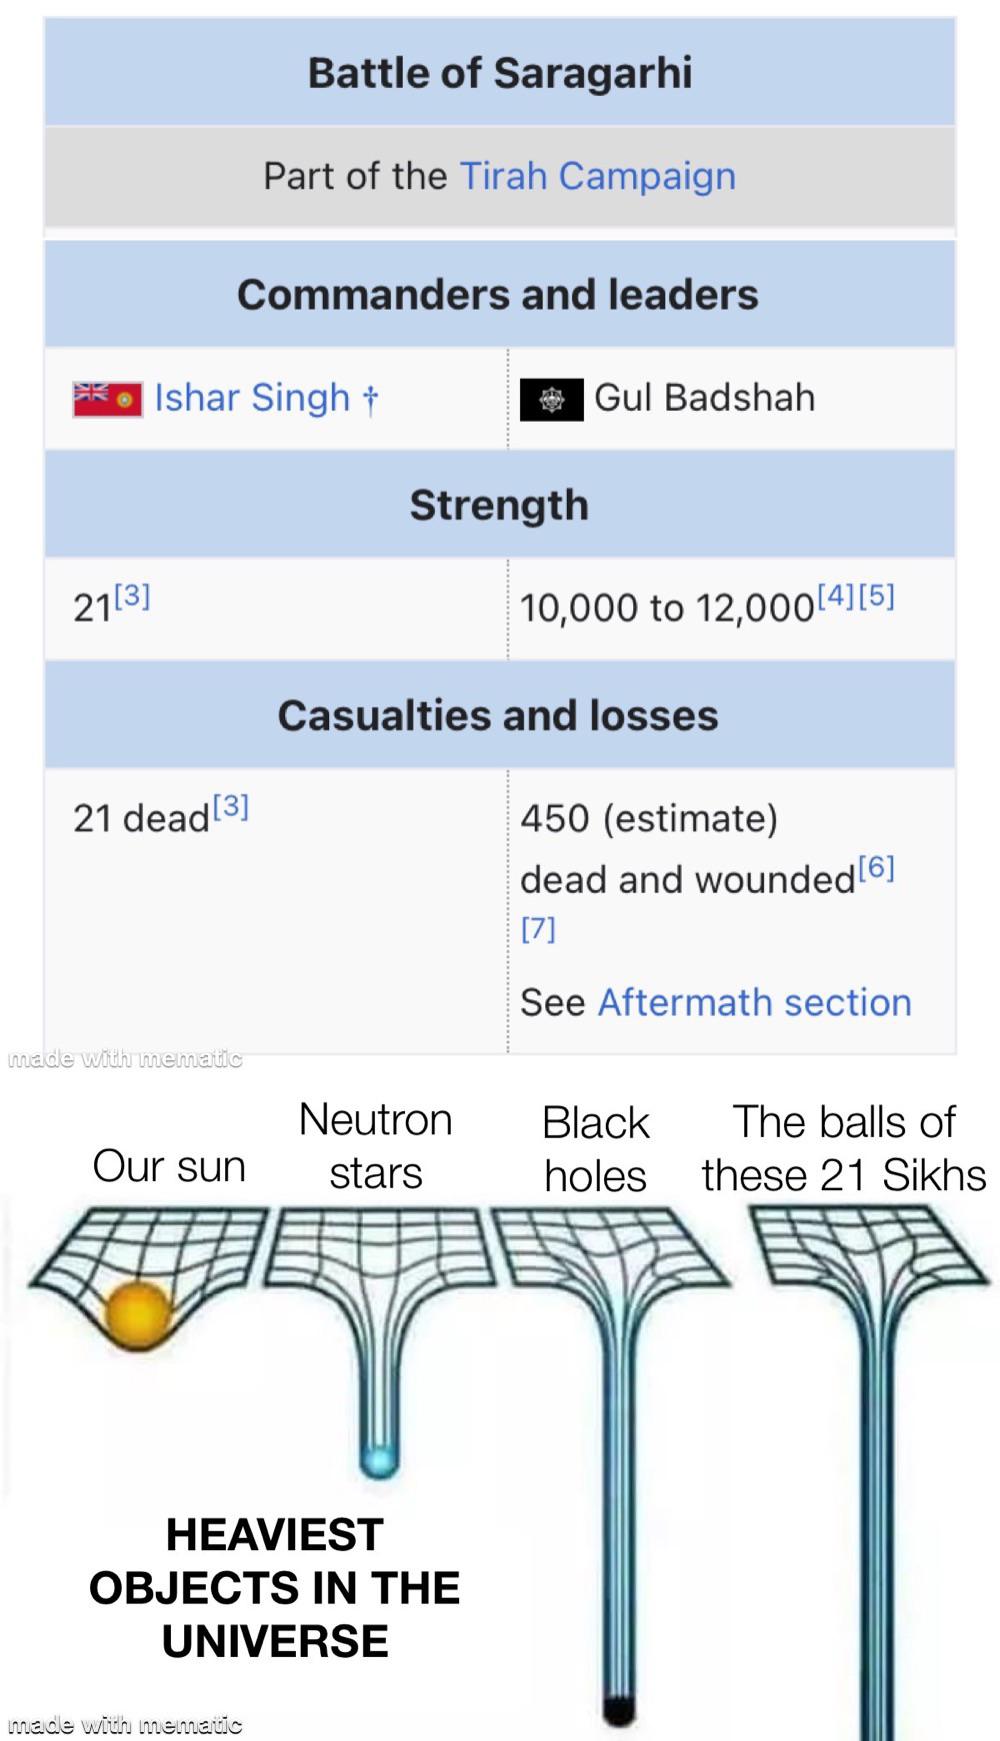 Battle of Saragarhi
Part of the Tirah Campaign
Commanders and leaders
Ishar Singh †
Gul Badshah
Strength
21[3]
10,000 to 12,000[4][5]
Casualties and losses
21 dead[3]
450 (estimate)
dead and wounded[6]
[7]
See Aftermath section
made with mematic
Our sun
Neutron
stars
Black
holes
The balls of
these 21 Sikhs
HEAVIEST
OBJECTS IN THE
UNIVERSE
made with mematic